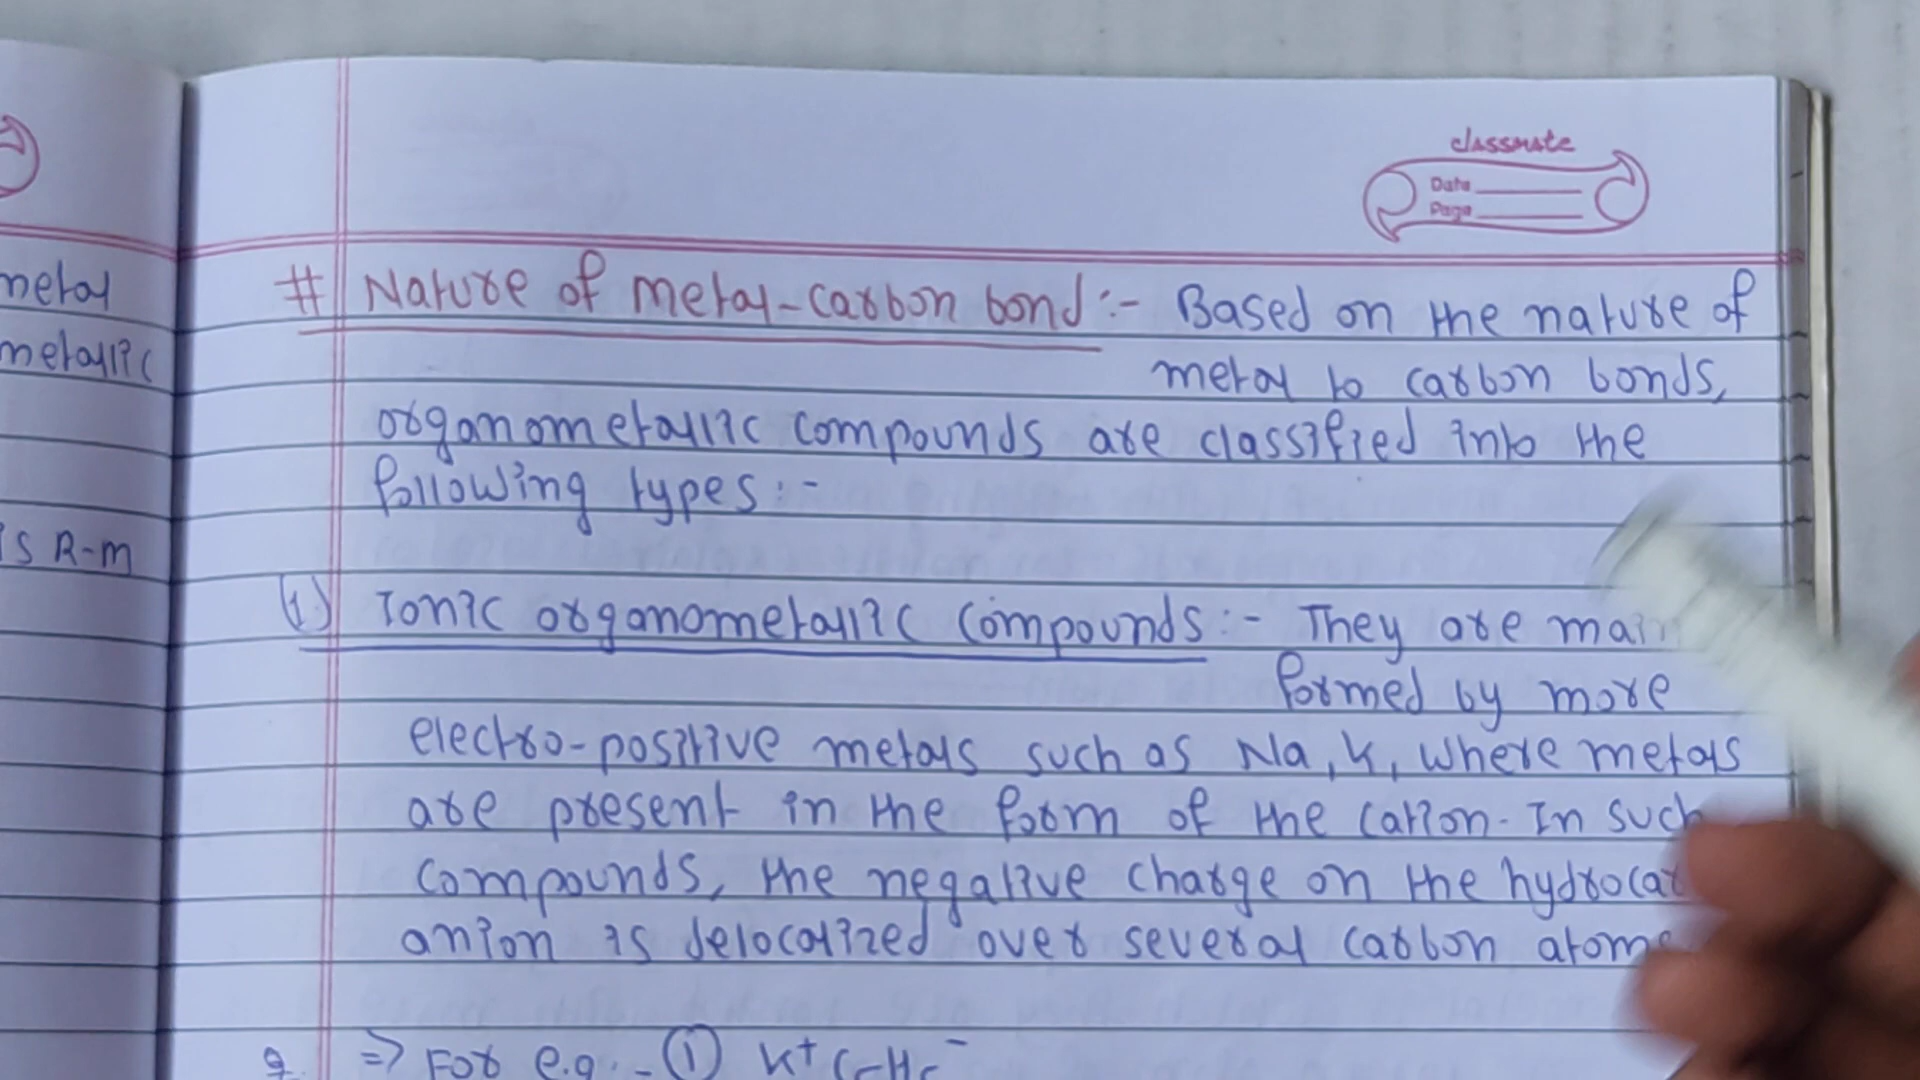 classmate
Date
Page
metal
metallic
is R-m
# Nature of metal-carbon bond :- Based on the nature of
metal to carbon bonds,
organometallic compounds are classified into the
following types :-
(1.) Ionic organometallic compounds :- They are
formed by more
electro-positive metals such as Na, K, where metals
are present in the form of the cation. In such
compounds, the negative charge on the
anion is delocalized over several carbon atoms
=> For e.g. - (i) K+